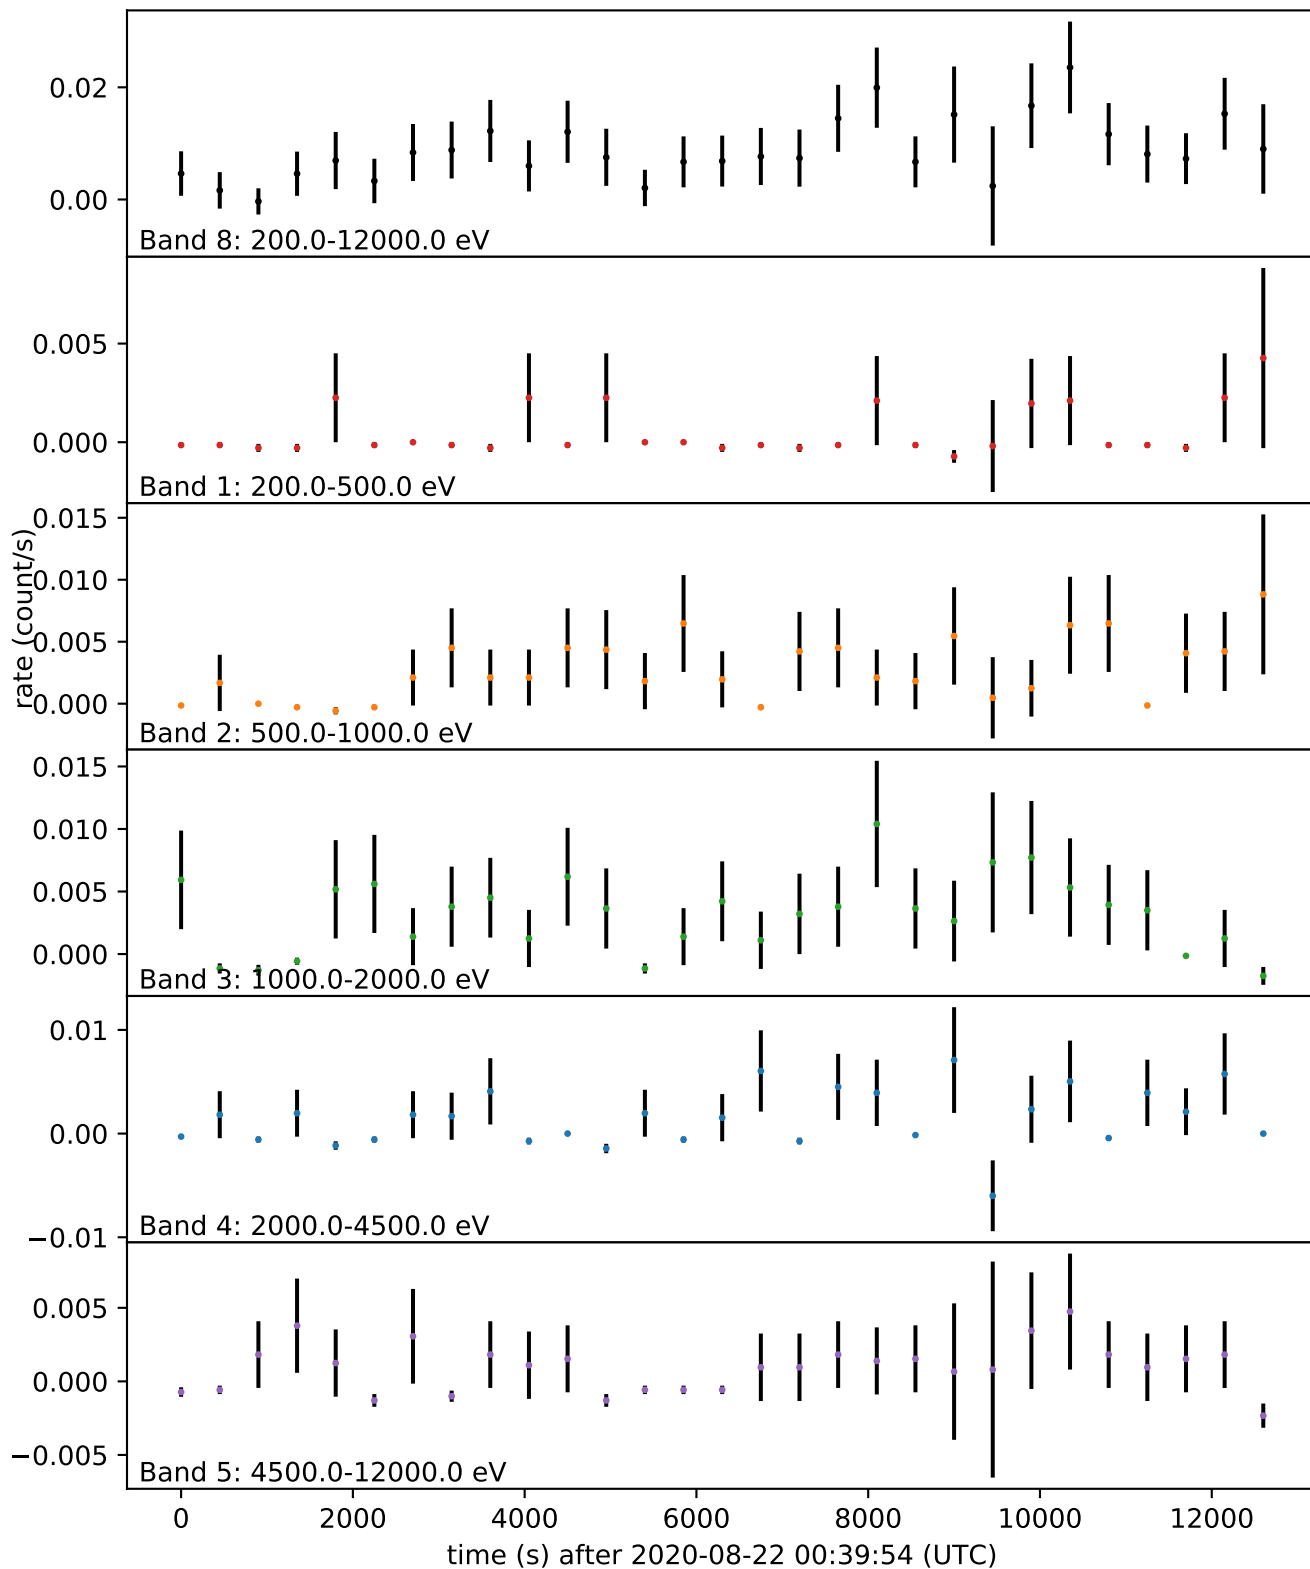 0.02
0.00
Band 8: 200.0-12000.0 eV
0.005
0.000
Band 1: 200.0-500.0 eV
rate (count/s)
0.015
0.010
0.005
0.000
Band 2: 500.0-1000.0 eV
0.015
0.010
0.005
0.000
Band 3: 1000.0-2000.0 eV
0.01
0.00
−0.01
Band 4: 2000.0-4500.0 eV
0.005
0.000
−0.005
Band 5: 4500.0-12000.0 eV
0 2000 4000 6000 8000 10000 12000
time (s) after 2020-08-22 00:39:54 (UTC)